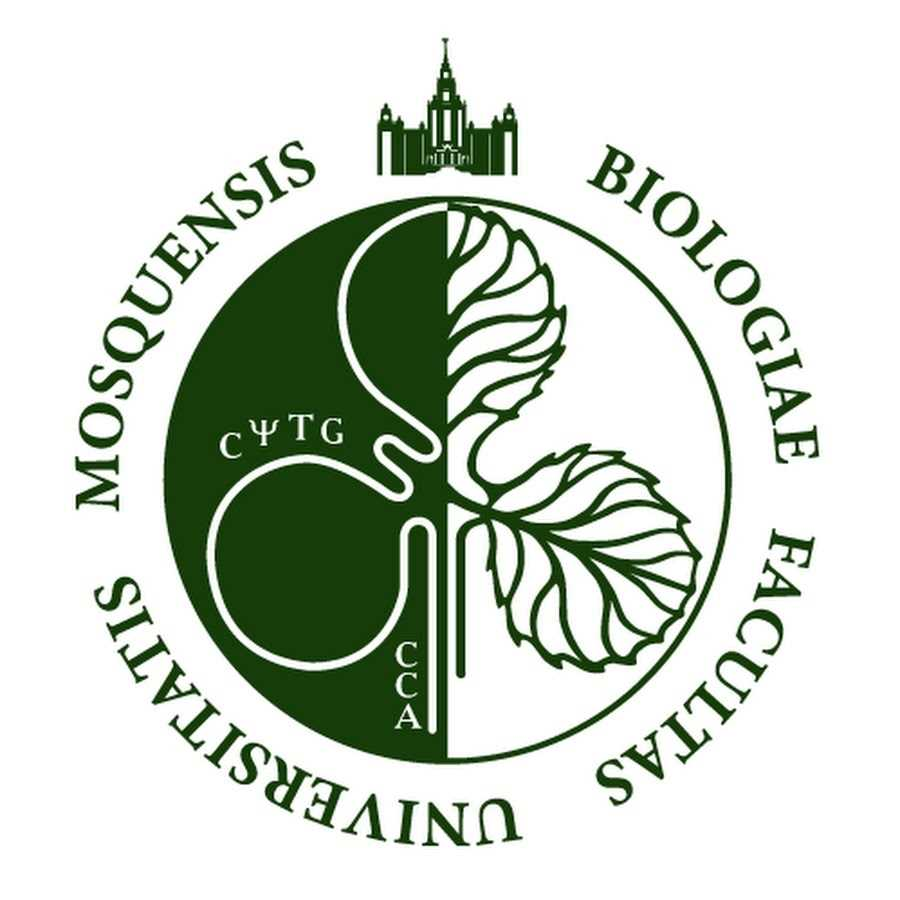 BIOLOGIAE FACULTAS UNIVERSITATIS MOSQUENSIS
CΨTG
CCA